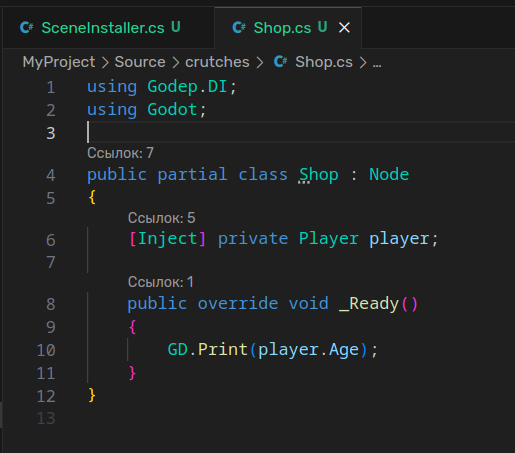 C# SceneInstaller.cs U
C# Shop.cs U ×
MyProject > Source > crutches > C# Shop.cs > ...
1 using Godep.DI;
2 using Godot;
3
Ссылок: 7
4 public partial class Shop : Node
5 {
Ссылок: 5
6 [Inject] private Player player;
7
Ссылок: 1
8 public override void _Ready()
9 {
10 GD.Print(player.Age);
11 }
12 }
13